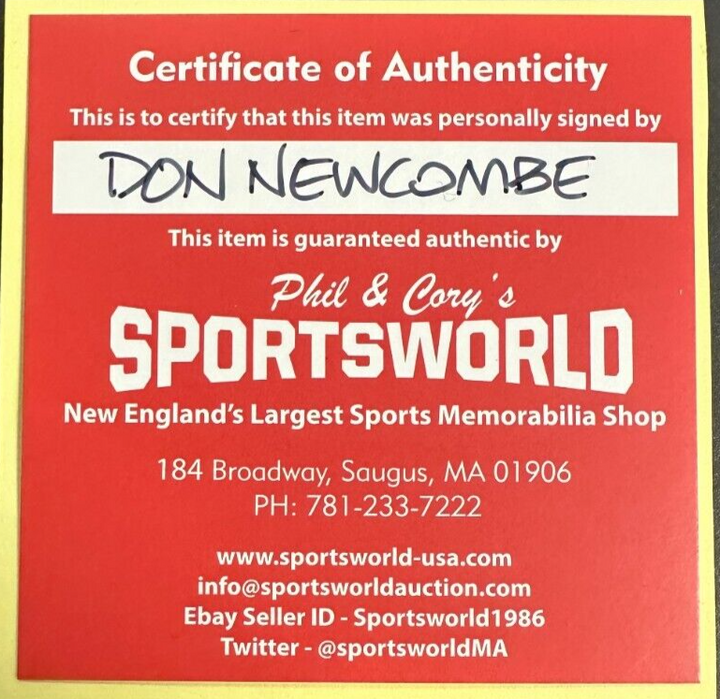 Certificate of Authenticity
This is to certify that this item was personally signed by
DON NEWCOMBE
This item is guaranteed authentic by
Phil & Cory's
SPORTSWORLD
New England's Largest Sports Memorabilia Shop
184 Broadway, Saugus, MA 01906
PH: 781-233-7222
www.sportsworld-usa.com
info@sportsworldauction.com
Ebay Seller ID - Sportsworld1986
Twitter - @sportsworldMA